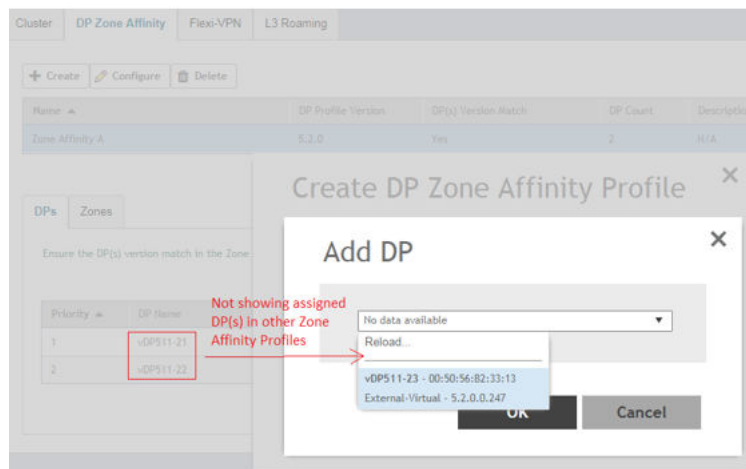 Cluster DP Zone Affinity Flexi-VPN L3 Roaming
Create Configure Delete
Name DP Profile Version DP(s) Version Match DP Count Descriptio
Zone Affinity A 5.2.0 Yes 2 N/A
Create DP Zone Affinity Profile
DPs Zones
Ensure the DP(s) version match in the Zone
Add DP
Priority DP Name
Not showing assigned
DP(s) in other Zone
Affinity Profiles
1 vDP511-21
2 vDP511-22
No data available
Reload...
vDP511-23 - 00:50:56:82:33:13
External-Virtual - 5.2.0.0.247
OK Cancel